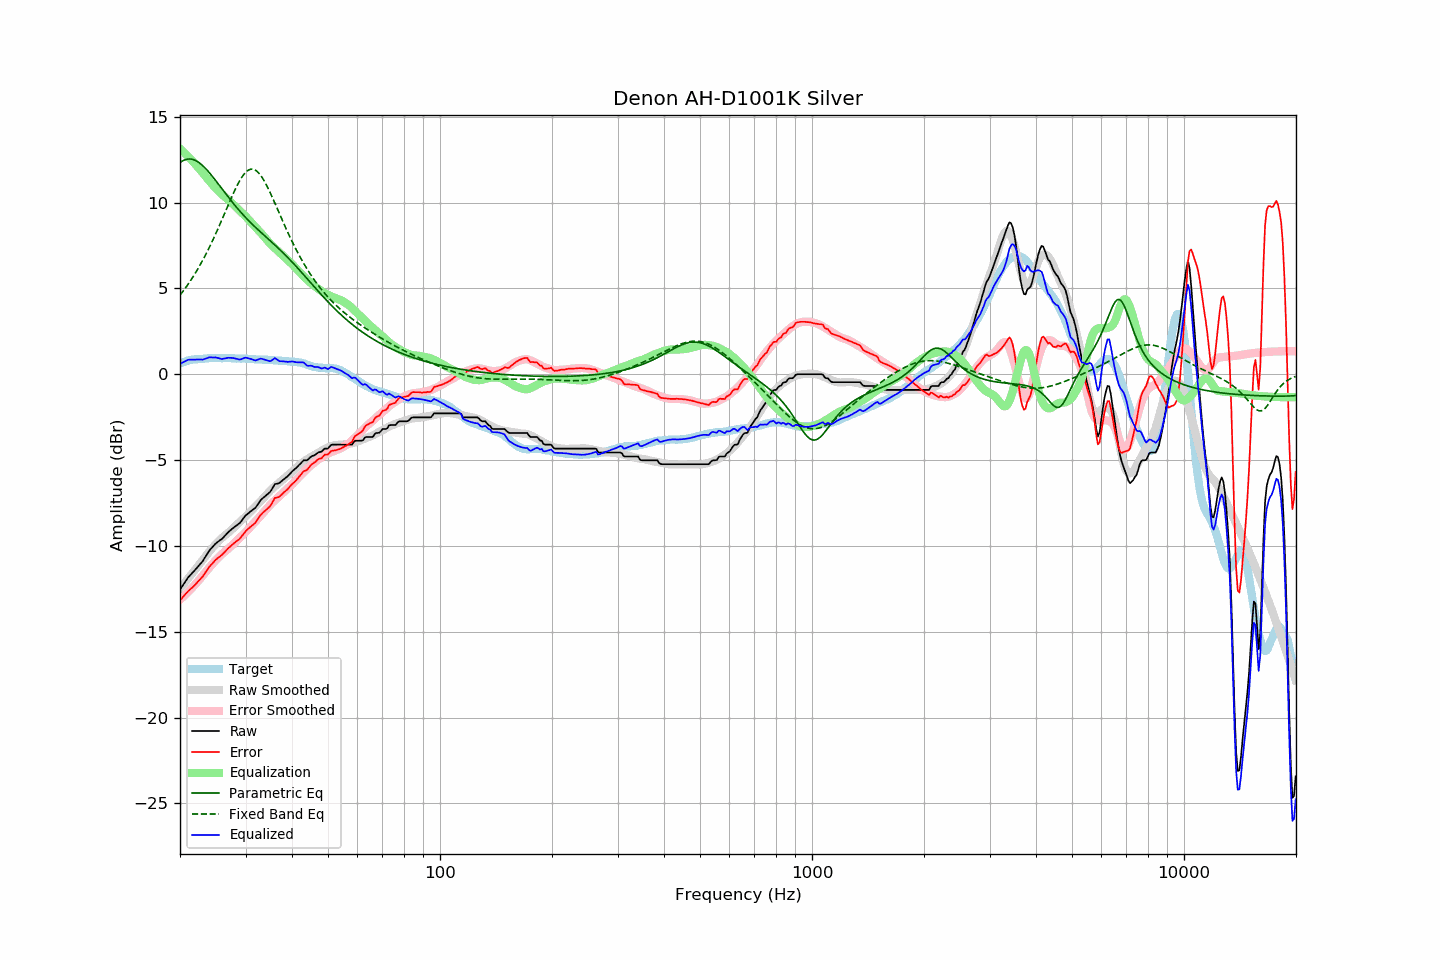 Denon AH-D1001K Silver
15
10
5
0
−5
−10
−15
−20
−25
Amplitude (dBr)
Target
Raw Smoothed
Error Smoothed
Raw
Error
Equalization
Parametric Eq
Fixed Band Eq
Equalized
100
1000
10000
Frequency (Hz)